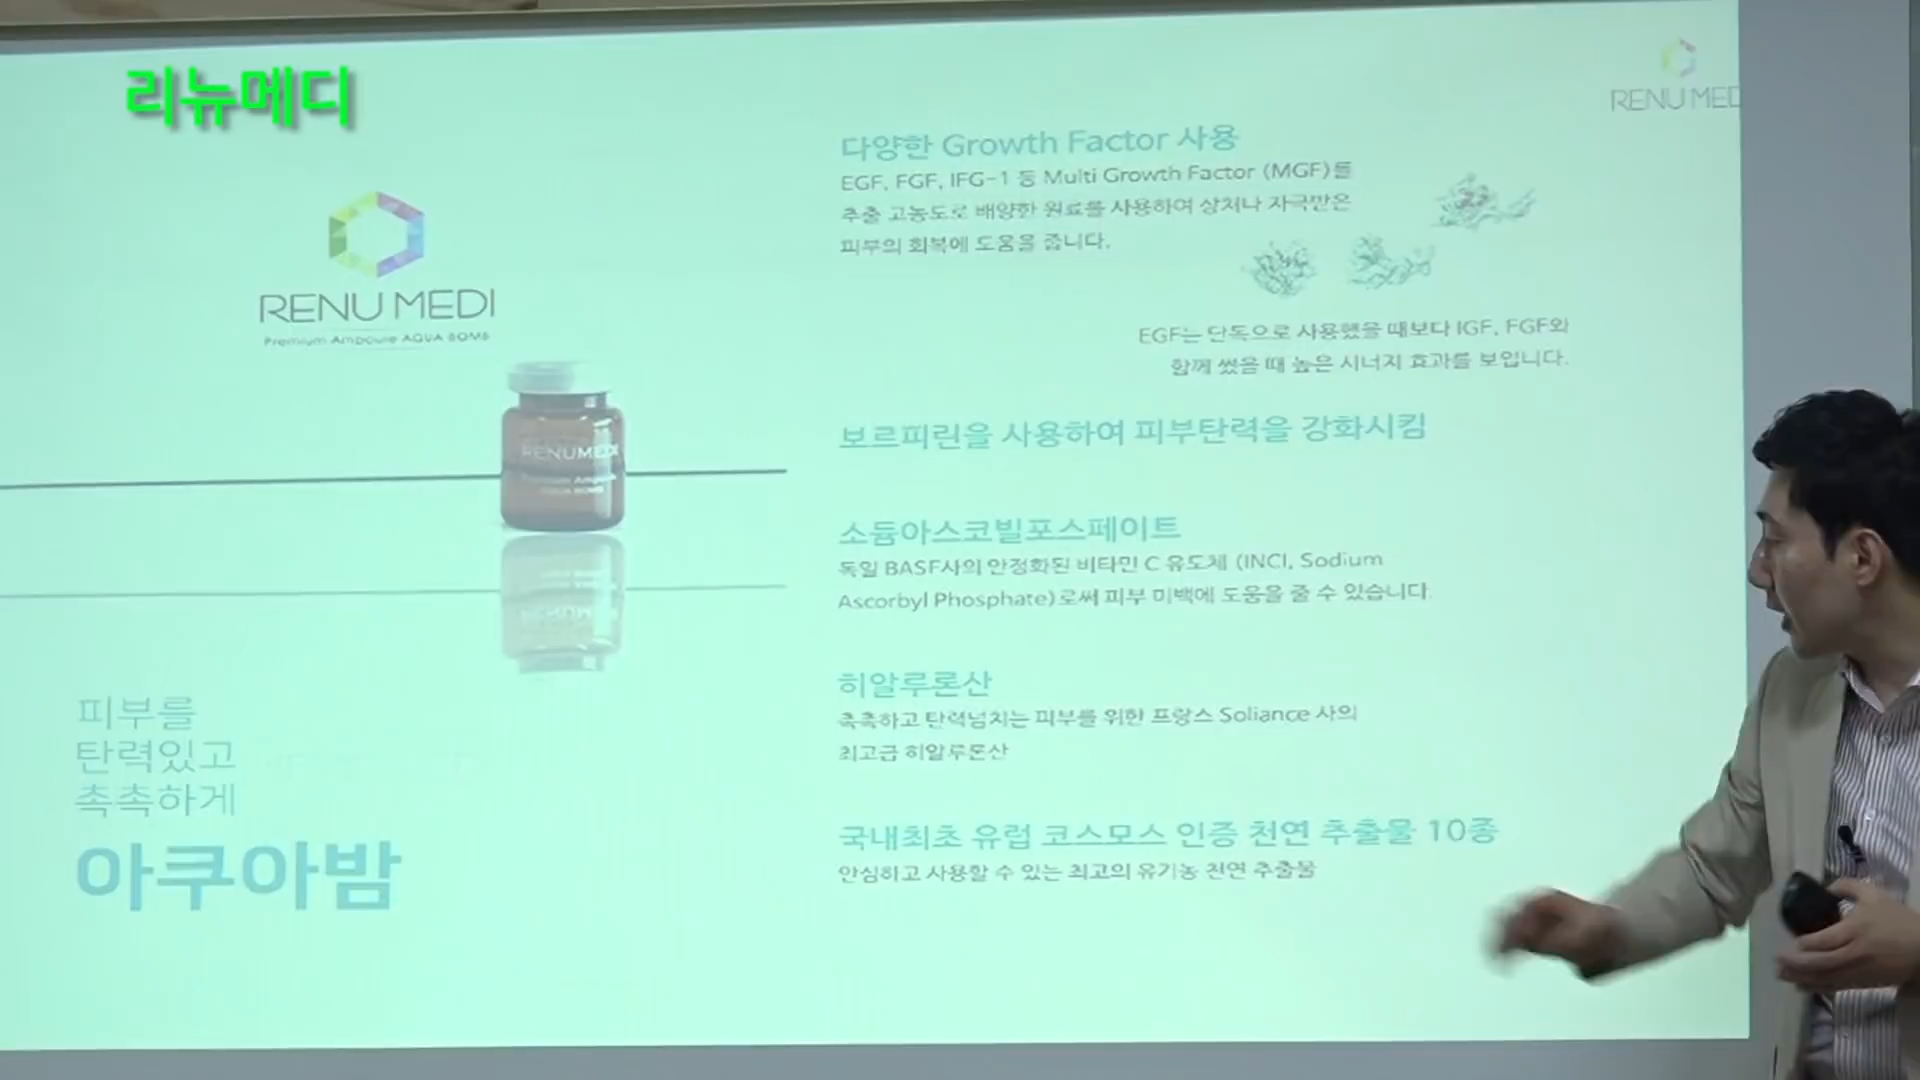 리뉴메디
RENU MED
RENU MEDI
Premium Ampoule AQUA BOMB
RENUMEDI
Premium Ampoule
AQUA BOMB
피부를
탄력있고
촉촉하게
아쿠아밤
다양한 Growth Factor 사용
EGF, FGF, IFG-1 등 Multi Growth Factor (MGF)를
추출 고농도로 배양한 원료를 사용하여 상처나 자극받은
피부의 회복에 도움을 줍니다.
EGF는 단독으로 사용했을 때보다 IGF, FGF와
함께 썼을 때 높은 시너지 효과를 보입니다.
보르피린을 사용하여 피부탄력을 강화시킴
소듐아스코빌포스페이트
독일 BASF사의 안정화된 비타민 C 유도체 (INCI, Sodium
Ascorbyl Phosphate)로써 피부 미백에 도움을 줄 수 있습니다.
히알루론산
촉촉하고 탄력넘치는 피부를 위한 프랑스 Soliance 사의
최고급 히알루론산
국내최초 유럽 코스모스 인증 천연 추출물 10종
안심하고 사용할 수 있는 최고의 유기농 천연 추출물